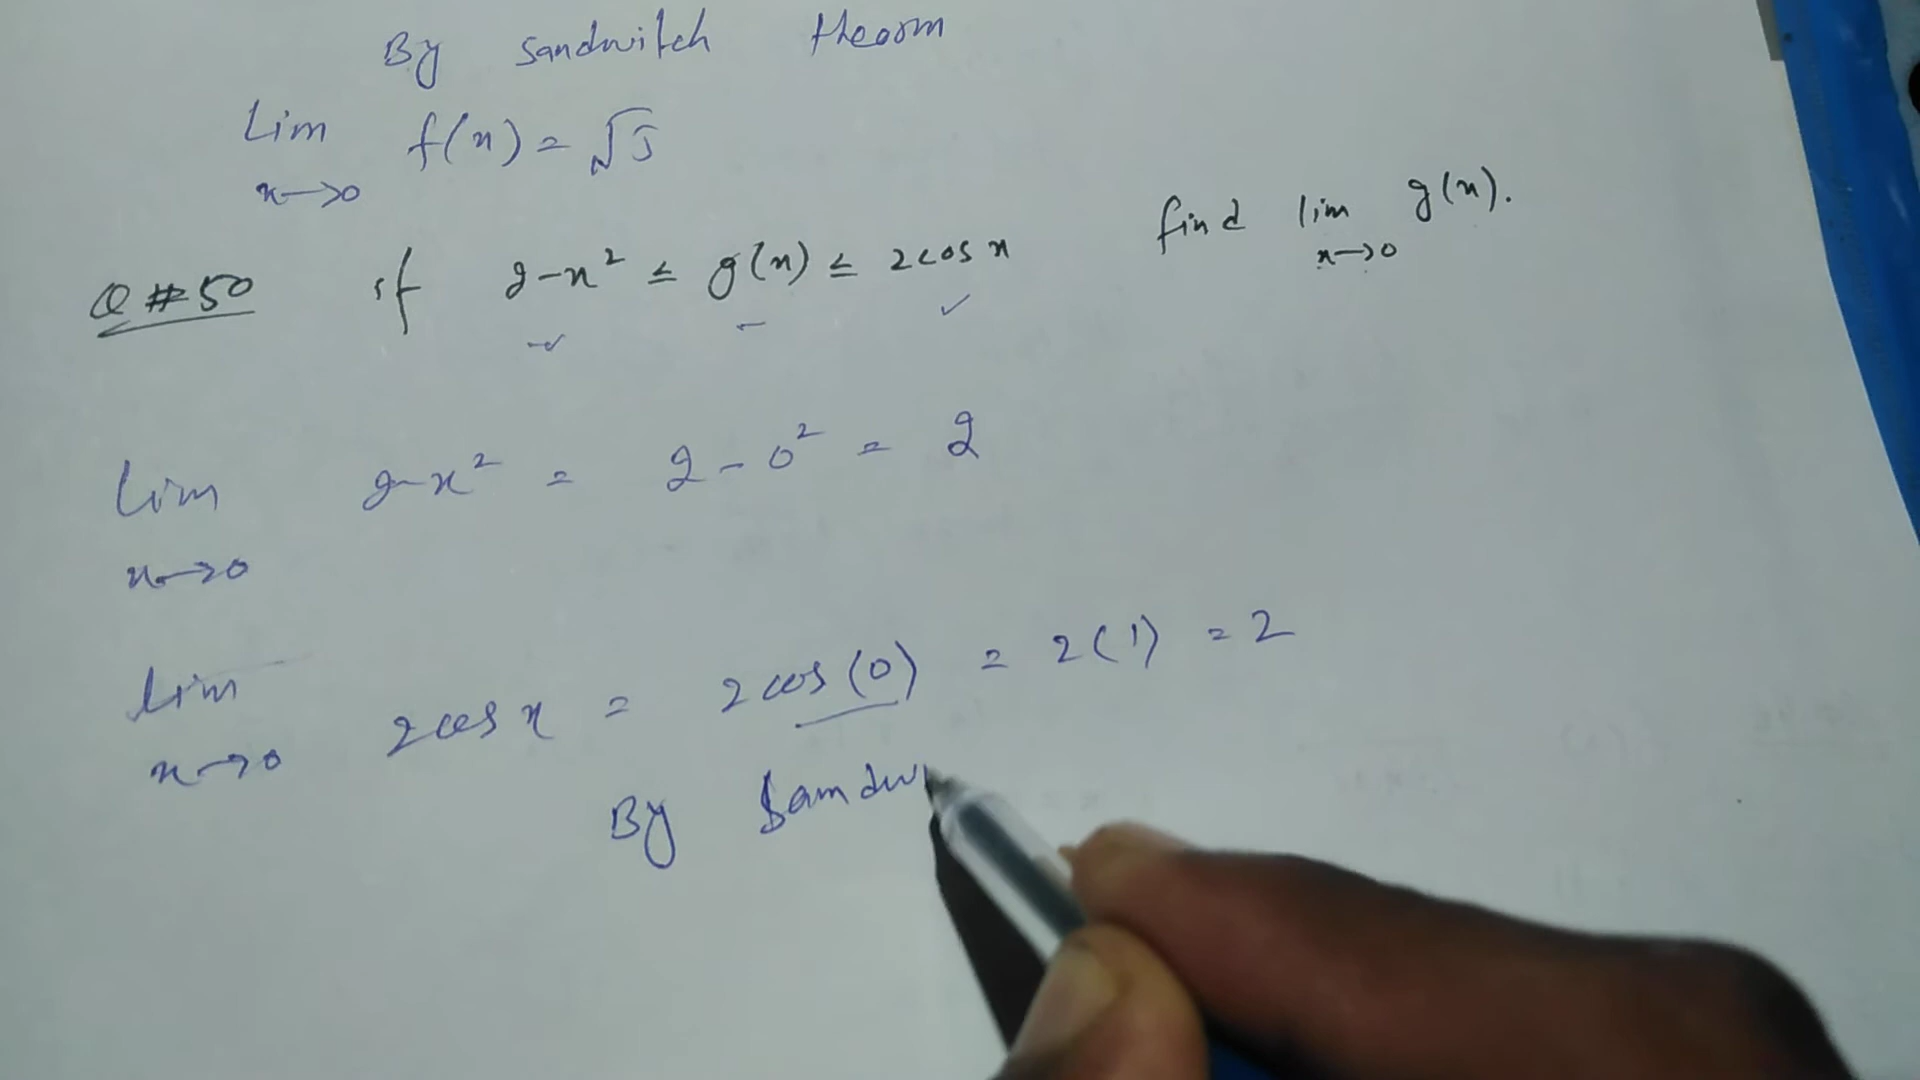 By sandwitch theorm
Lim f(x) = √5
x→0
Q #50 if 2-x² ≤ g(x) ≤ 2cos x find lim g(x).
x→0
lim 2-x² = 2-0² = 2
x→0
lim 2cos x = 2cos(0) = 2(1) = 2
x→0
By Sandw